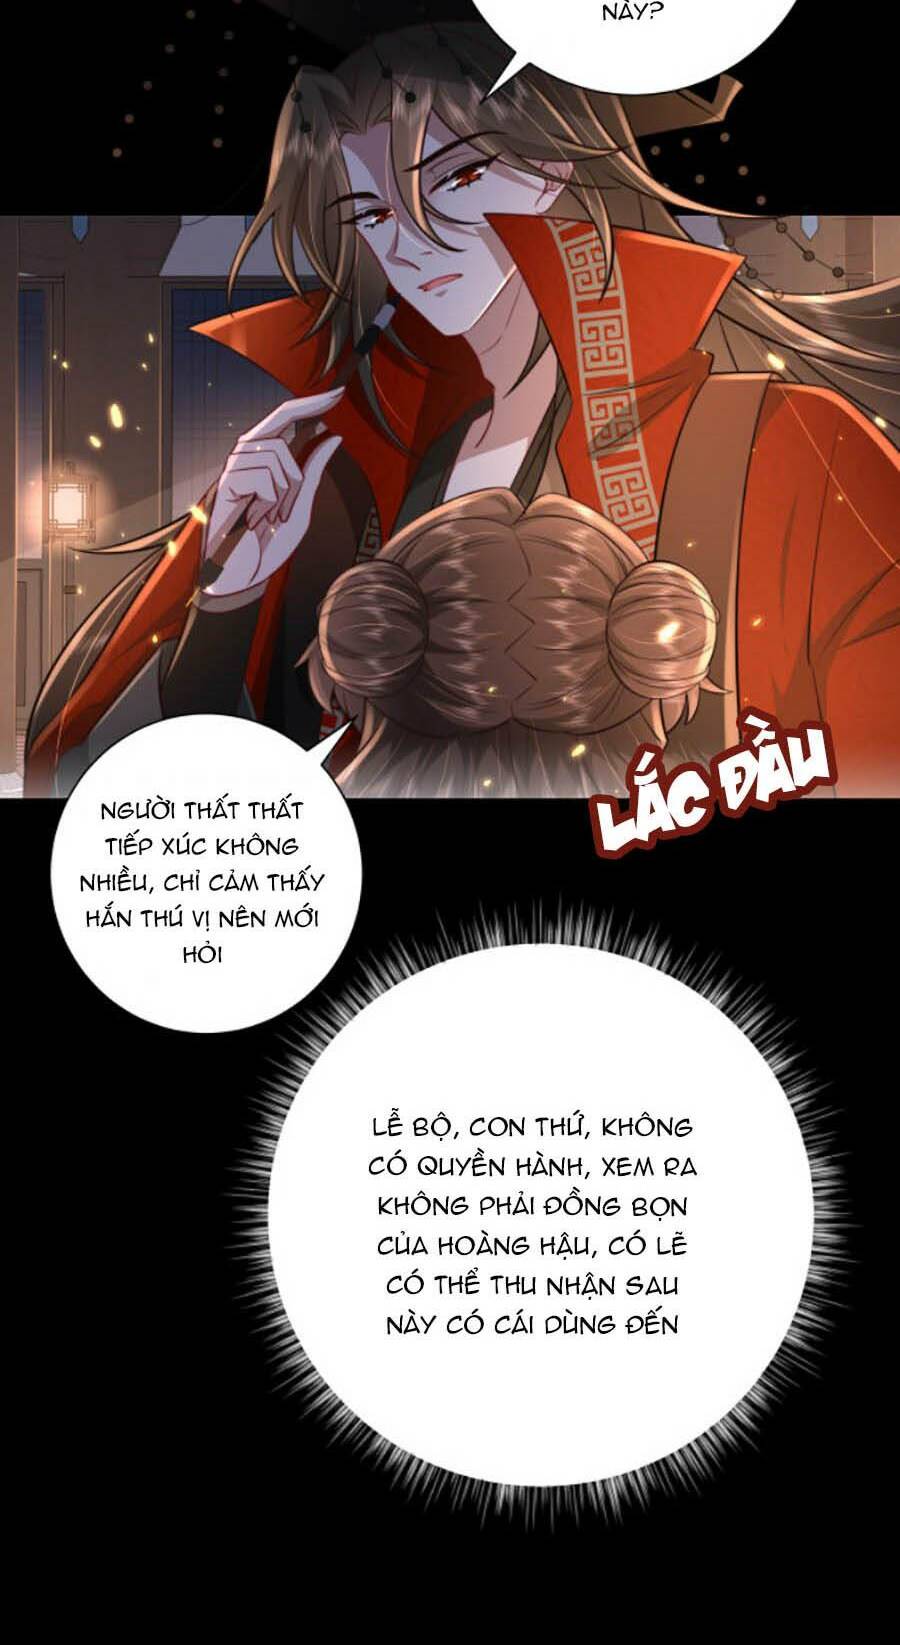 NÀY?
LẮC ĐẦU
NGƯỜI THẤT THẤT
TIẾP XÚC KHÔNG
NHIỀU, CHỈ CẢM THẤY
HẮN THÚ VỊ NÊN MỚI
HỎI
LỄ BỘ, CON THỨ, KHÔNG
CÓ QUYỀN HÀNH, XEM RA
KHÔNG PHẢI ĐỒNG BỌN
CỦA HOÀNG HẬU, CÓ LẼ
CÓ THỂ THU NHẬN SAU
NÀY CÓ CÁI DÙNG ĐẾN